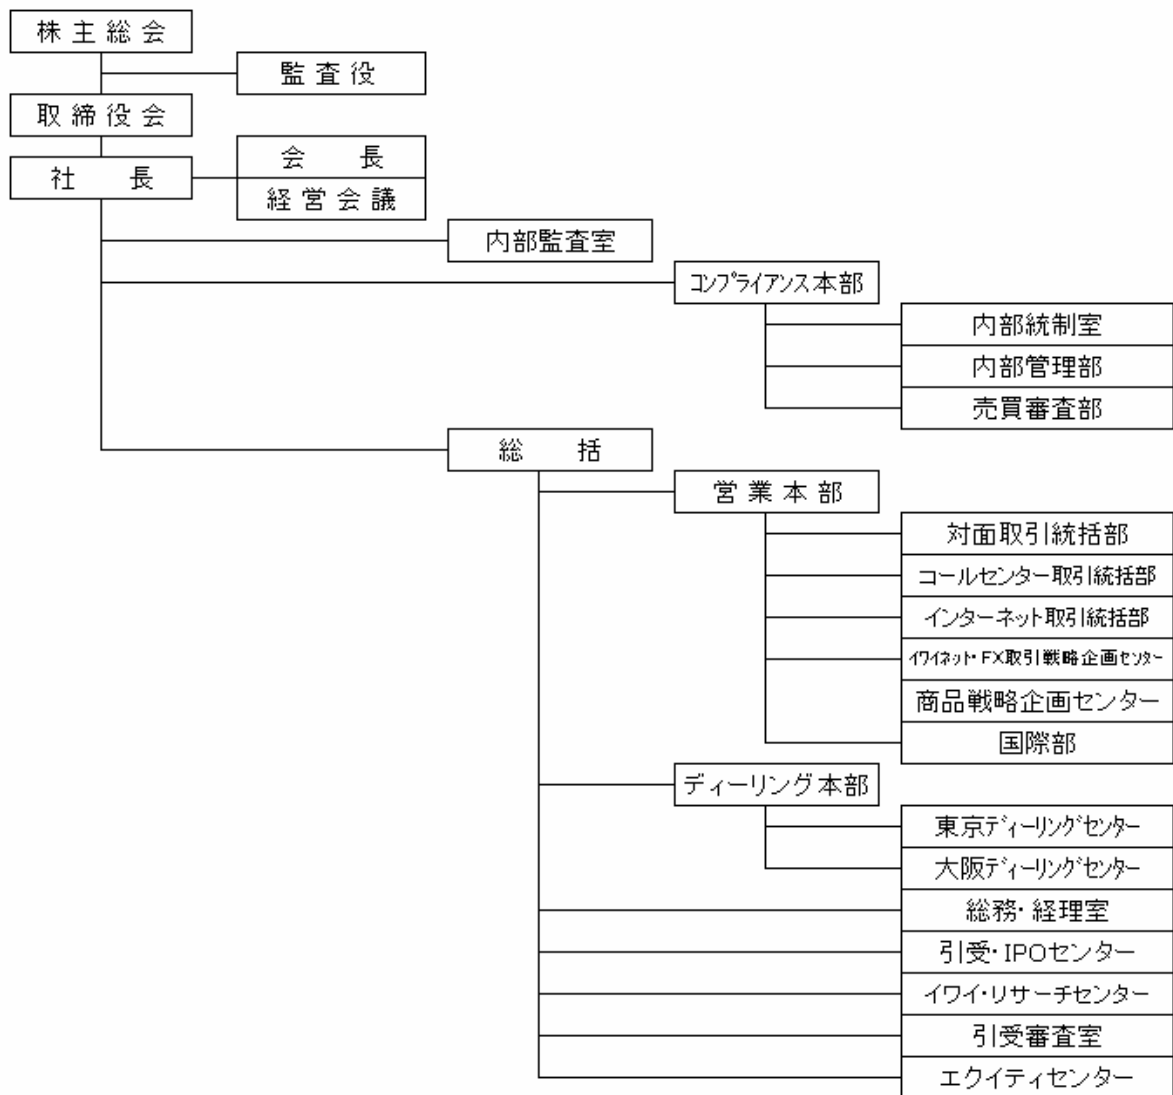 株主総会
監査役
取締役会
会長
社長
経営会議
内部監査室
ｺﾝﾌﾟﾗｲｱﾝｽ本部
内部統制室
内部管理部
売買審査部
総括
営業本部
対面取引統括部
コールセンター取引統括部
インターネット取引統括部
ｲﾜｲﾈｯﾄ・FX取引戦略企画ｾﾝﾀｰ
商品戦略企画センター
国際部
ディーリング本部
東京ﾃﾞｨｰﾘﾝｸﾞｾﾝﾀｰ
大阪ﾃﾞｨｰﾘﾝｸﾞｾﾝﾀｰ
総務・経理室
引受・IPOセンター
イワイ・リサーチセンター
引受審査室
エクイティセンター